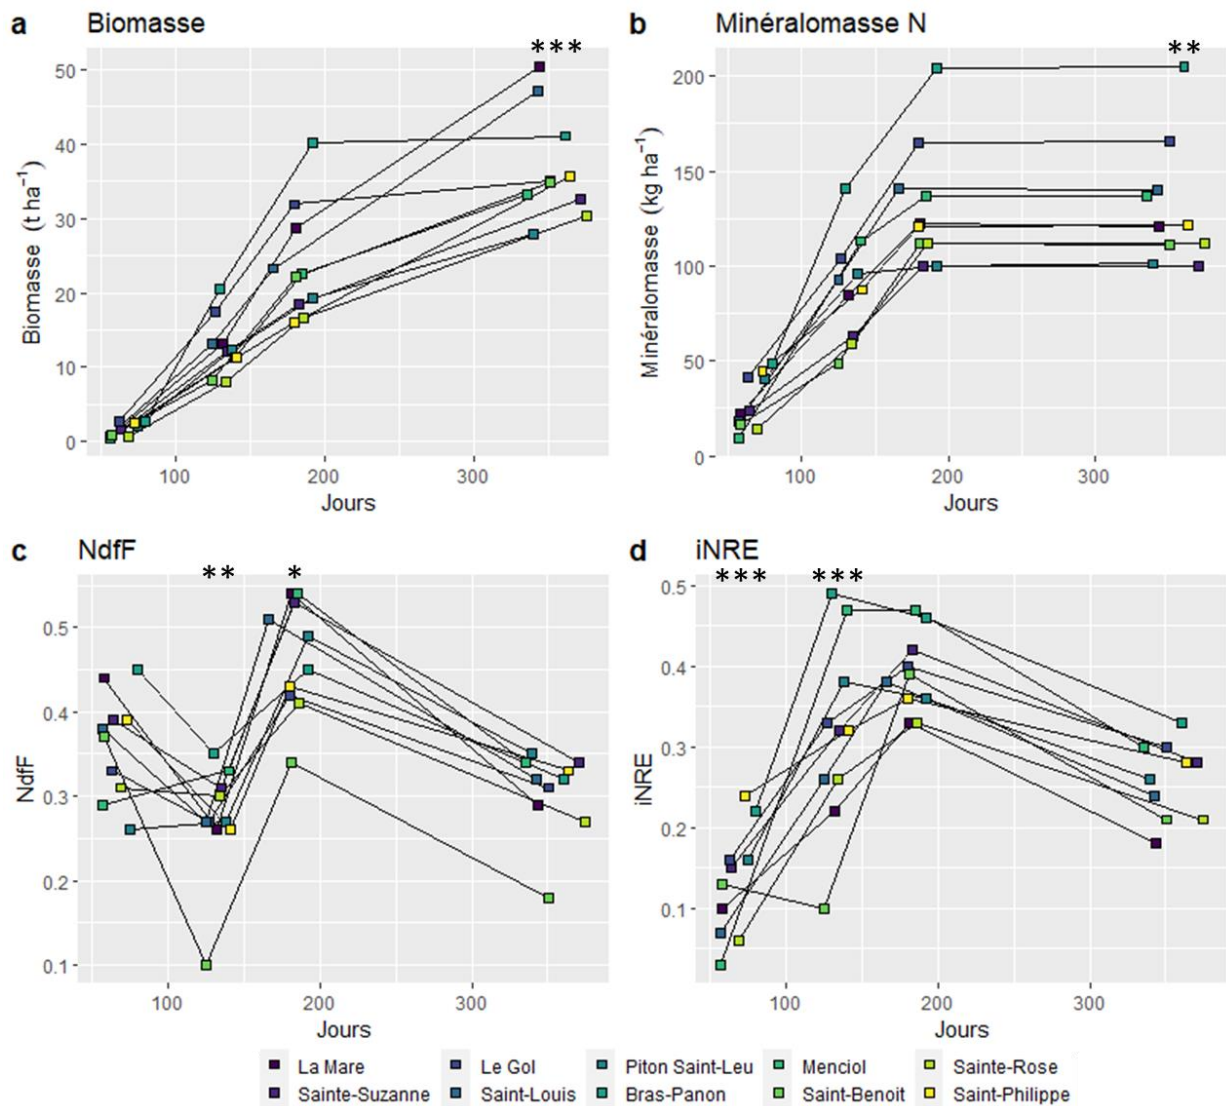 a Biomasse
***
50
40
30
20
10
0
Biomasse (t ha⁻¹)
100 200 300
Jours
b Minéralomasse N
**
200
150
100
50
0
Minéralomasse (kg ha⁻¹)
100 200 300
Jours
c NdfF
** *
0.5
0.4
0.3
0.2
0.1
NdfF
100 200 300
Jours
d iNRE
*** ***
0.5
0.4
0.3
0.2
0.1
iNRE
100 200 300
Jours
La Mare Le Gol Piton Saint-Leu Menciol Sainte-Rose
Sainte-Suzanne Saint-Louis Bras-Panon Saint-Benoit Saint-Philippe